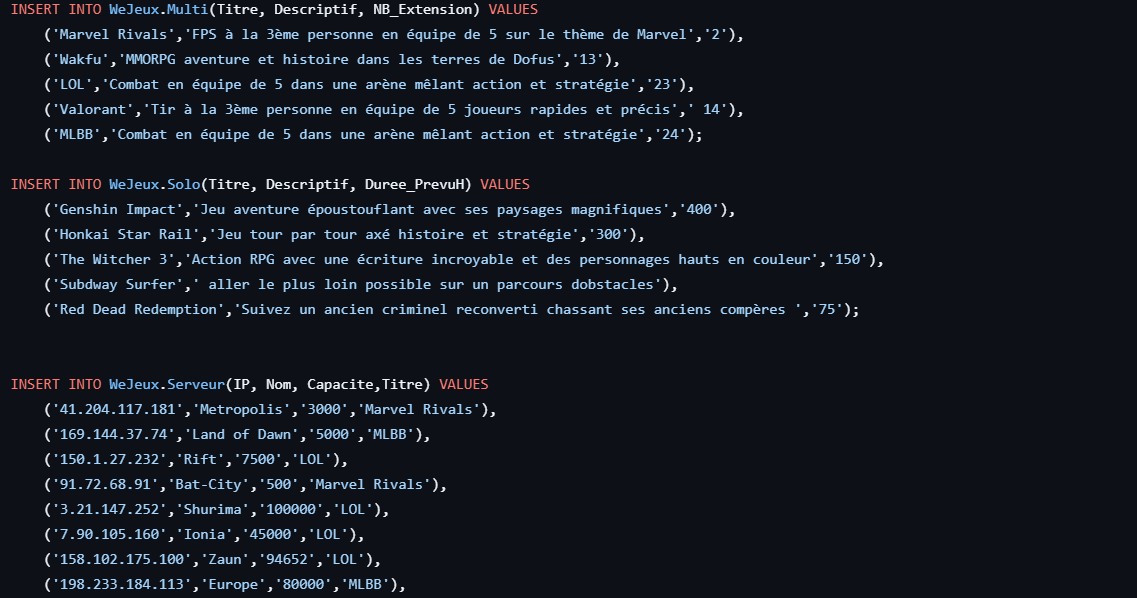 INSERT INTO WeJeux.Multi(Titre, Descriptif, NB_Extension) VALUES
('Marvel Rivals','FPS à la 3ème personne en équipe de 5 sur le thème de Marvel','2'),
('Wakfu','MMORPG aventure et histoire dans les terres de Dofus','13'),
('LOL','Combat en équipe de 5 dans une arène mêlant action et stratégie','23'),
('Valorant','Tir à la 3ème personne en équipe de 5 joueurs rapides et précis',' 14'),
('MLBB','Combat en équipe de 5 dans une arène mêlant action et stratégie','24');
INSERT INTO WeJeux.Solo(Titre, Descriptif, Duree_PrevuH) VALUES
('Genshin Impact','Jeu aventure époustouflant avec ses paysages magnifiques','400'),
('Honkai Star Rail','Jeu tour par tour axé histoire et stratégie','300'),
('The Witcher 3','Action RPG avec une écriture incroyable et des personnages hauts en couleur','150'),
('Subdway Surfer',' aller le plus loin possible sur un parcours dobstacles'),
('Red Dead Redemption','Suivez un ancien criminel reconverti chassant ses anciens compères ','75');
INSERT INTO WeJeux.Serveur(IP, Nom, Capacite,Titre) VALUES
('41.204.117.181','Metropolis','3000','Marvel Rivals'),
('169.144.37.74','Land of Dawn','5000','MLBB'),
('150.1.27.232','Rift','7500','LOL'),
('91.72.68.91','Bat-City','500','Marvel Rivals'),
('3.21.147.252','Shurima','100000','LOL'),
('7.90.105.160','Ionia','45000','LOL'),
('158.102.175.100','Zaun','94652','LOL'),
('198.233.184.113','Europe','80000','MLBB'),